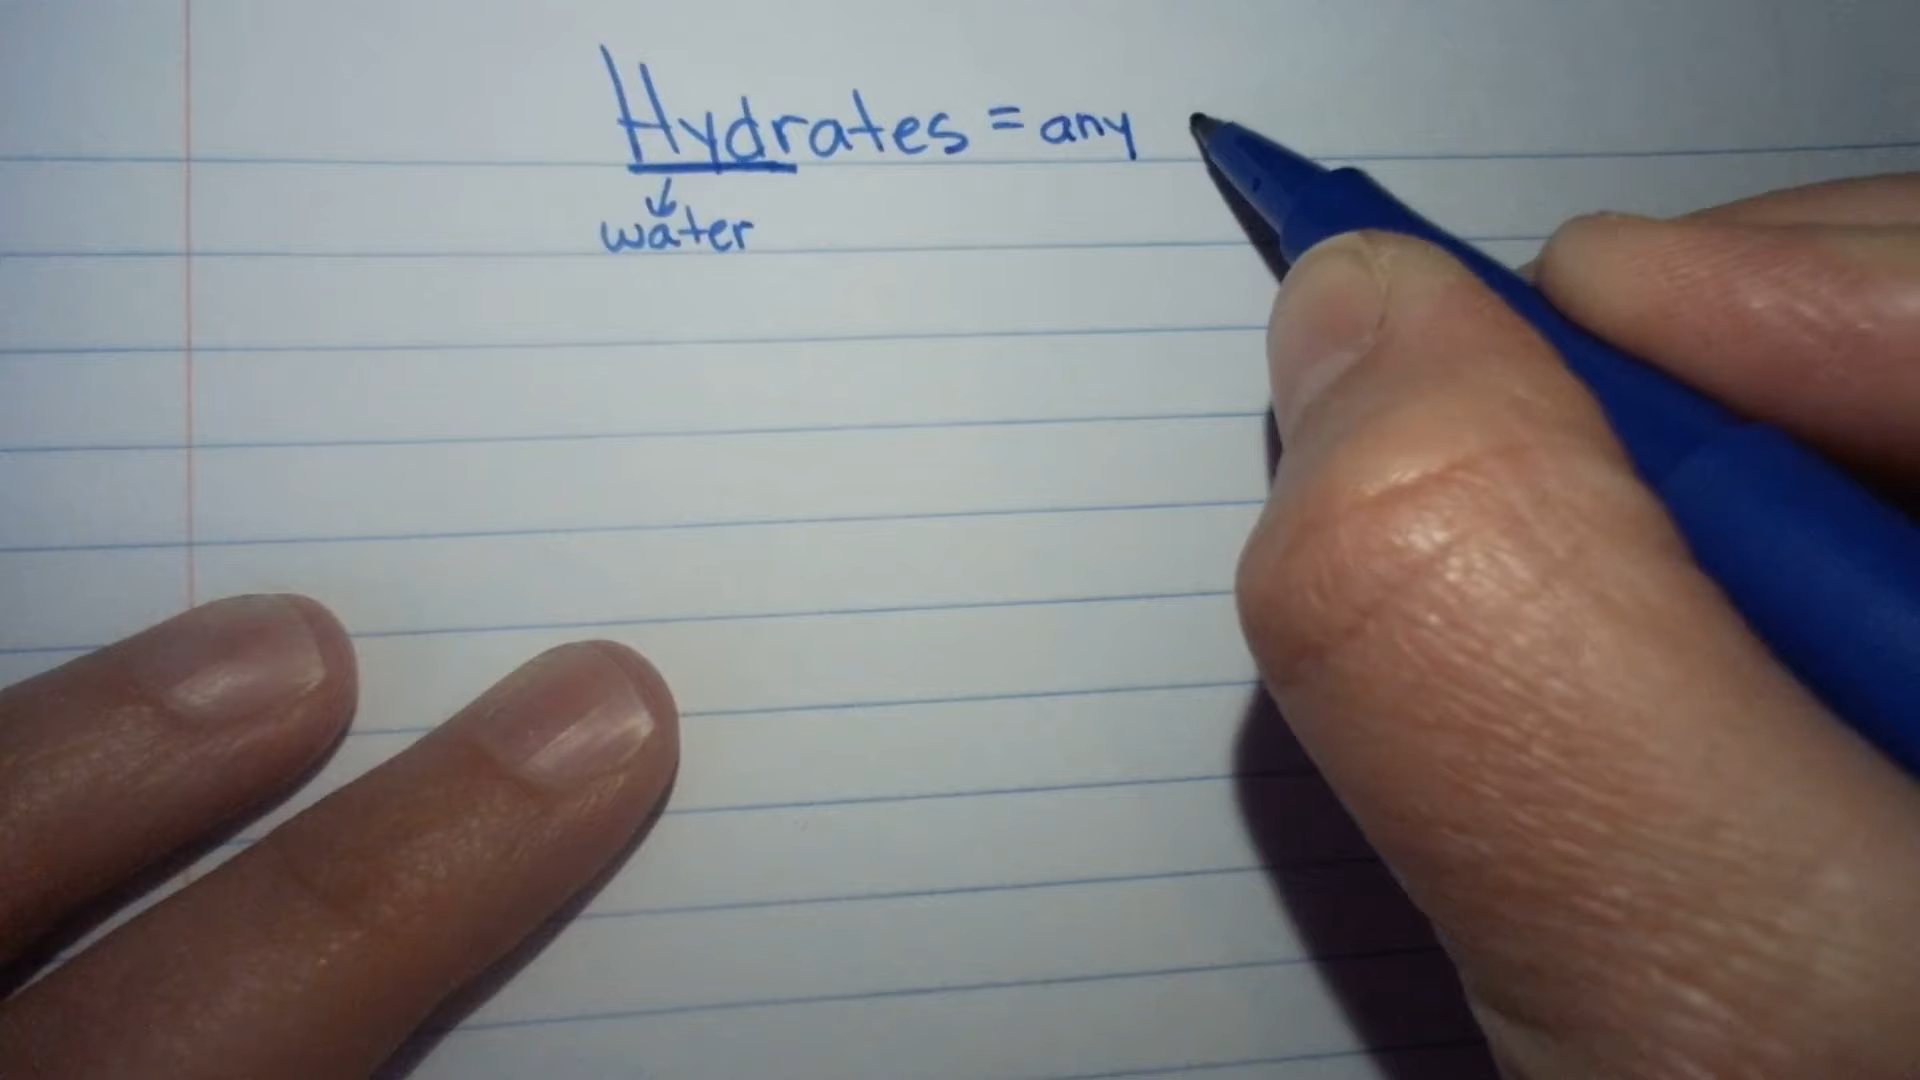 Hydrates = any
water